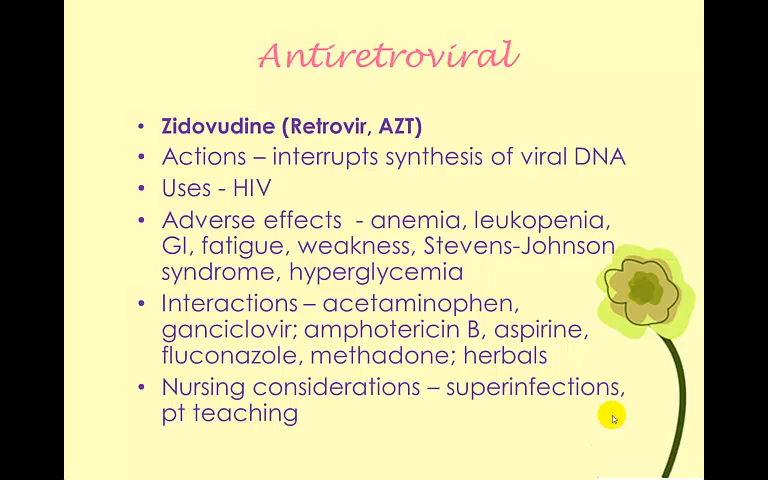 Antiretroviral
• Zidovudine (Retrovir, AZT)
• Actions – interrupts synthesis of viral DNA
• Uses - HIV
• Adverse effects - anemia, leukopenia,
GI, fatigue, weakness, Stevens-Johnson
syndrome, hyperglycemia
• Interactions – acetaminophen,
ganciclovir; amphotericin B, aspirine,
fluconazole, methadone; herbals
• Nursing considerations – superinfections,
pt teaching